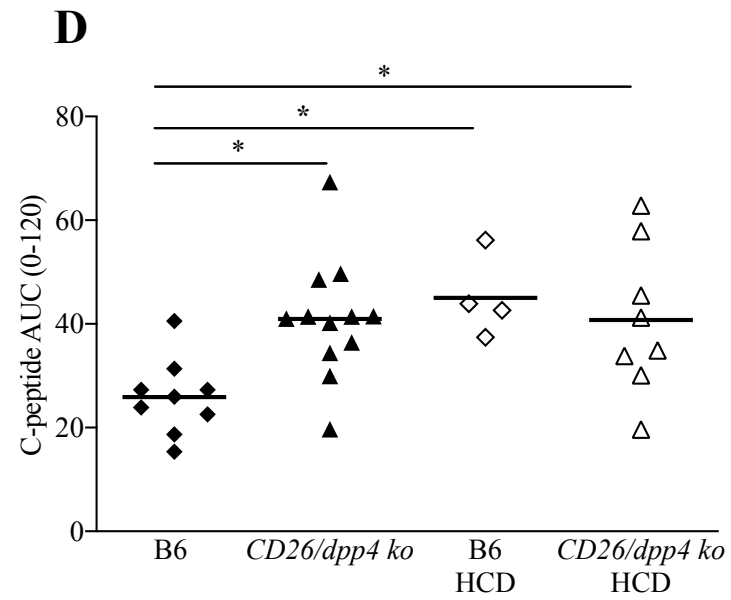 D
*
*
*
80
60
40
20
0
C-peptide AUC (0-120)
B6 CD26/dpp4 ko B6 CD26/dpp4 ko
HCD HCD